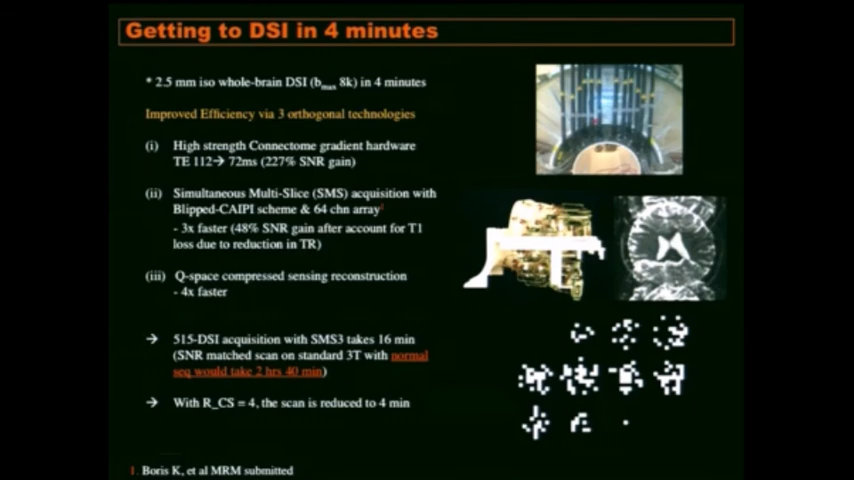 Getting to DSI in 4 minutes
* 2.5 mm iso whole-brain DSI (bmax 8k) in 4 minutes
Improved Efficiency via 3 orthogonal technologies
(i) High strength Connectome gradient hardware
TE 112→ 72ms (227% SNR gain)
(ii) Simultaneous Multi-Slice (SMS) acquisition with
Blipped-CAIPI scheme & 64 chn array¹
- 3x faster (48% SNR gain after account for T1
loss due to reduction in TR)
(iii) Q-space compressed sensing reconstruction
- 4x faster
→ 515-DSI acquisition with SMS3 takes 16 min
(SNR matched scan on standard 3T with normal
seq would take 2 hrs 40 min)
→ With R_CS = 4, the scan is reduced to 4 min
1. Boris K, et al MRM submitted